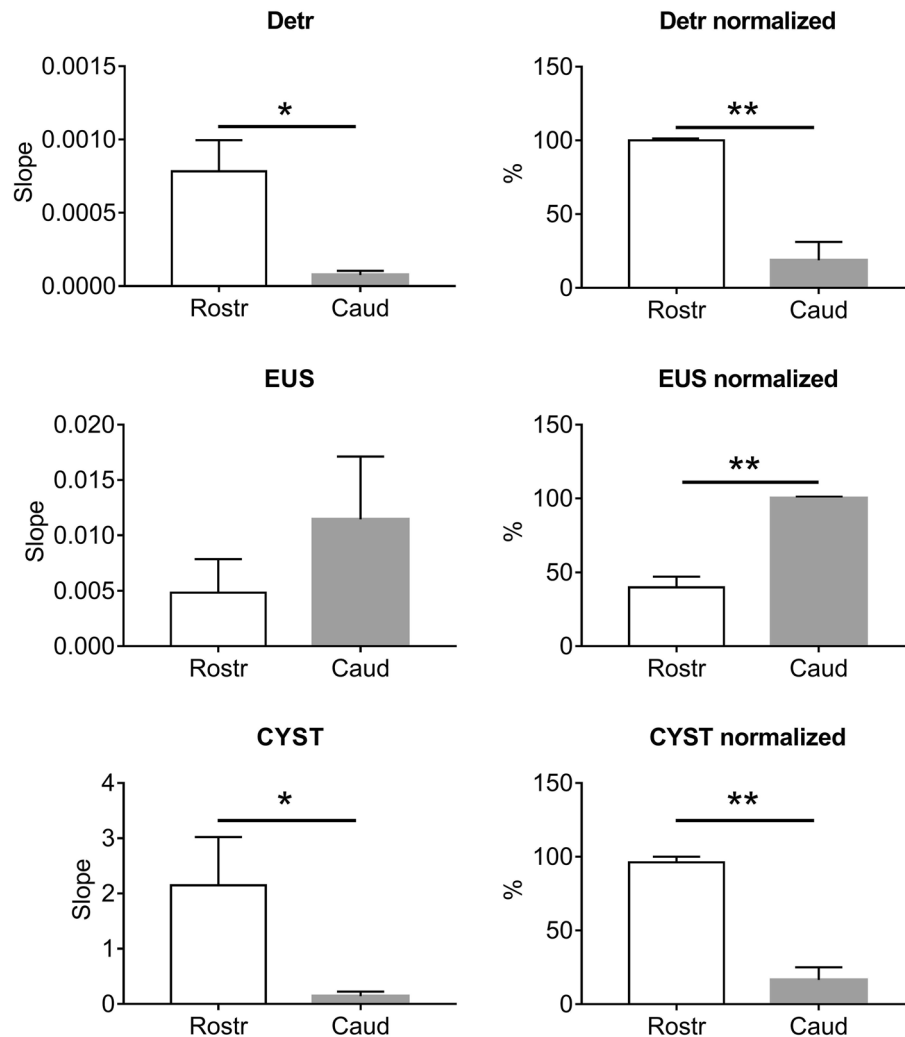 Detr
Slope
0.0015
0.0010
0.0005
0.0000
*
Rostr Caud
Detr normalized
%
150
100
50
0
**
Rostr Caud
EUS
Slope
0.020
0.015
0.010
0.005
0.000
Rostr Caud
EUS normalized
%
150
100
50
0
**
Rostr Caud
CYST
Slope
4
3
2
1
0
*
Rostr Caud
CYST normalized
%
150
100
50
0
**
Rostr Caud